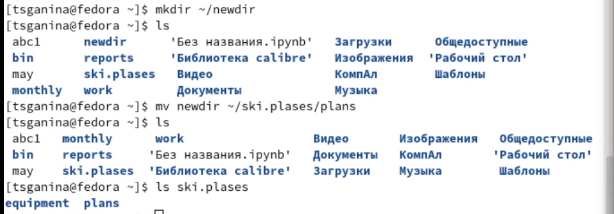 [tsganina@fedora ~]$ mkdir ~/newdir
[tsganina@fedora ~]$ ls
abc1 newdir 'Без названия.ipynb' Загрузки Общедоступные
bin reports 'Библиотека calibre' Изображения 'Рабочий стол'
may ski.plases Видео КомпАл Шаблоны
monthly work Документы Музыка
[tsganina@fedora ~]$ mv newdir ~/ski.plases/plans
[tsganina@fedora ~]$ ls
abc1 monthly work Видео Изображения Общедоступные
bin reports 'Без названия.ipynb' Документы КомпАл 'Рабочий стол'
may ski.plases 'Библиотека calibre' Загрузки Музыка Шаблоны
[tsganina@fedora ~]$ ls ski.plases
equipment plans